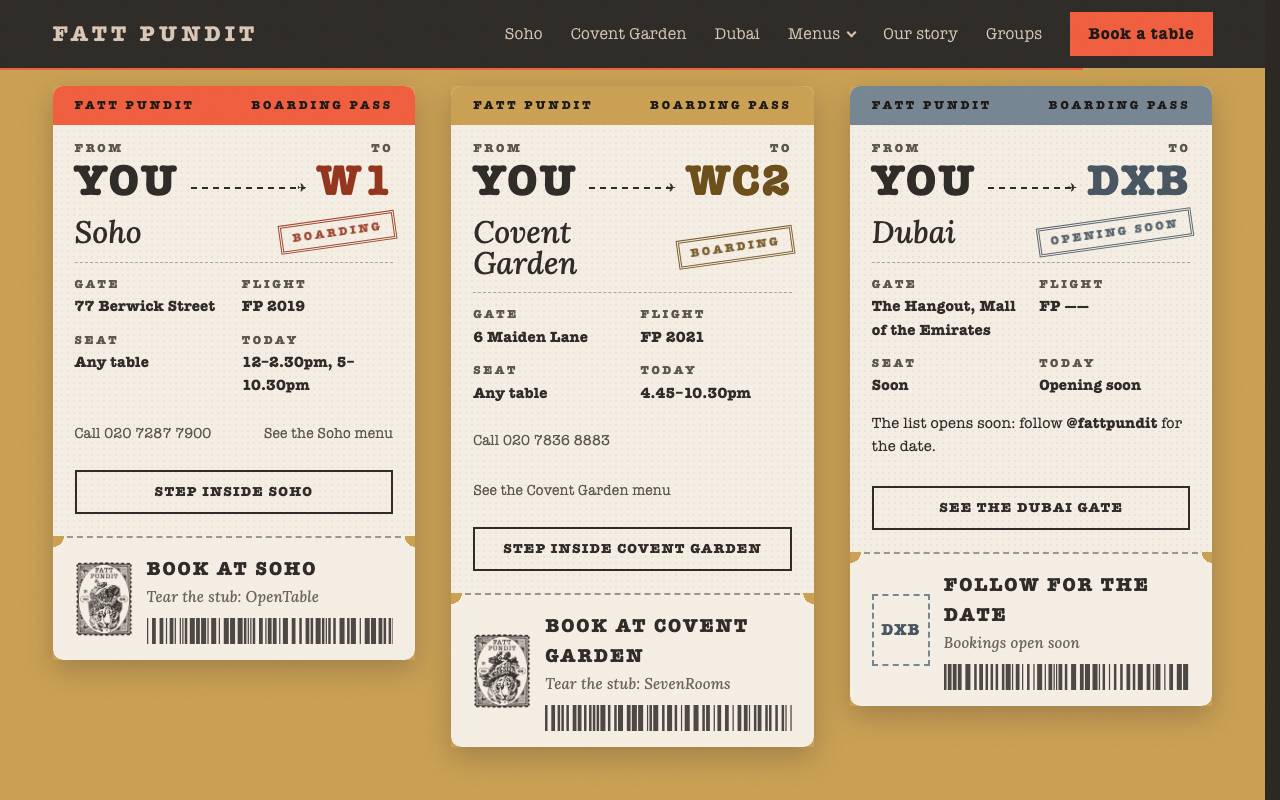 FATT PUNDIT
Soho
Covent Garden
Dubai
Menus
Our story
Groups
Book a table
FATT PUNDIT BOARDING PASS
FROM TO
YOU W1
Soho
BOARDING
GATE FLIGHT
77 Berwick Street FP 2019
SEAT TODAY
Any table 12–2.30pm, 5–
10.30pm
Call 020 7287 7900 See the Soho menu
STEP INSIDE SOHO
FATT
PUNDIT
BOOK AT SOHO
Tear the stub: OpenTable
FATT PUNDIT BOARDING PASS
FROM TO
YOU WC2
Covent
Garden
BOARDING
GATE FLIGHT
6 Maiden Lane FP 2021
SEAT TODAY
Any table 4.45–10.30pm
Call 020 7836 8883
See the Covent Garden menu
STEP INSIDE COVENT GARDEN
FATT
PUNDIT
BOOK AT COVENT
GARDEN
Tear the stub: SevenRooms
FATT PUNDIT BOARDING PASS
FROM TO
YOU DXB
Dubai
OPENING SOON
GATE FLIGHT
The Hangout, Mall FP ——
of the Emirates
SEAT TODAY
Soon Opening soon
The list opens soon: follow @fattpundit for
the date.
SEE THE DUBAI GATE
DXB
FOLLOW FOR THE
DATE
Bookings open soon